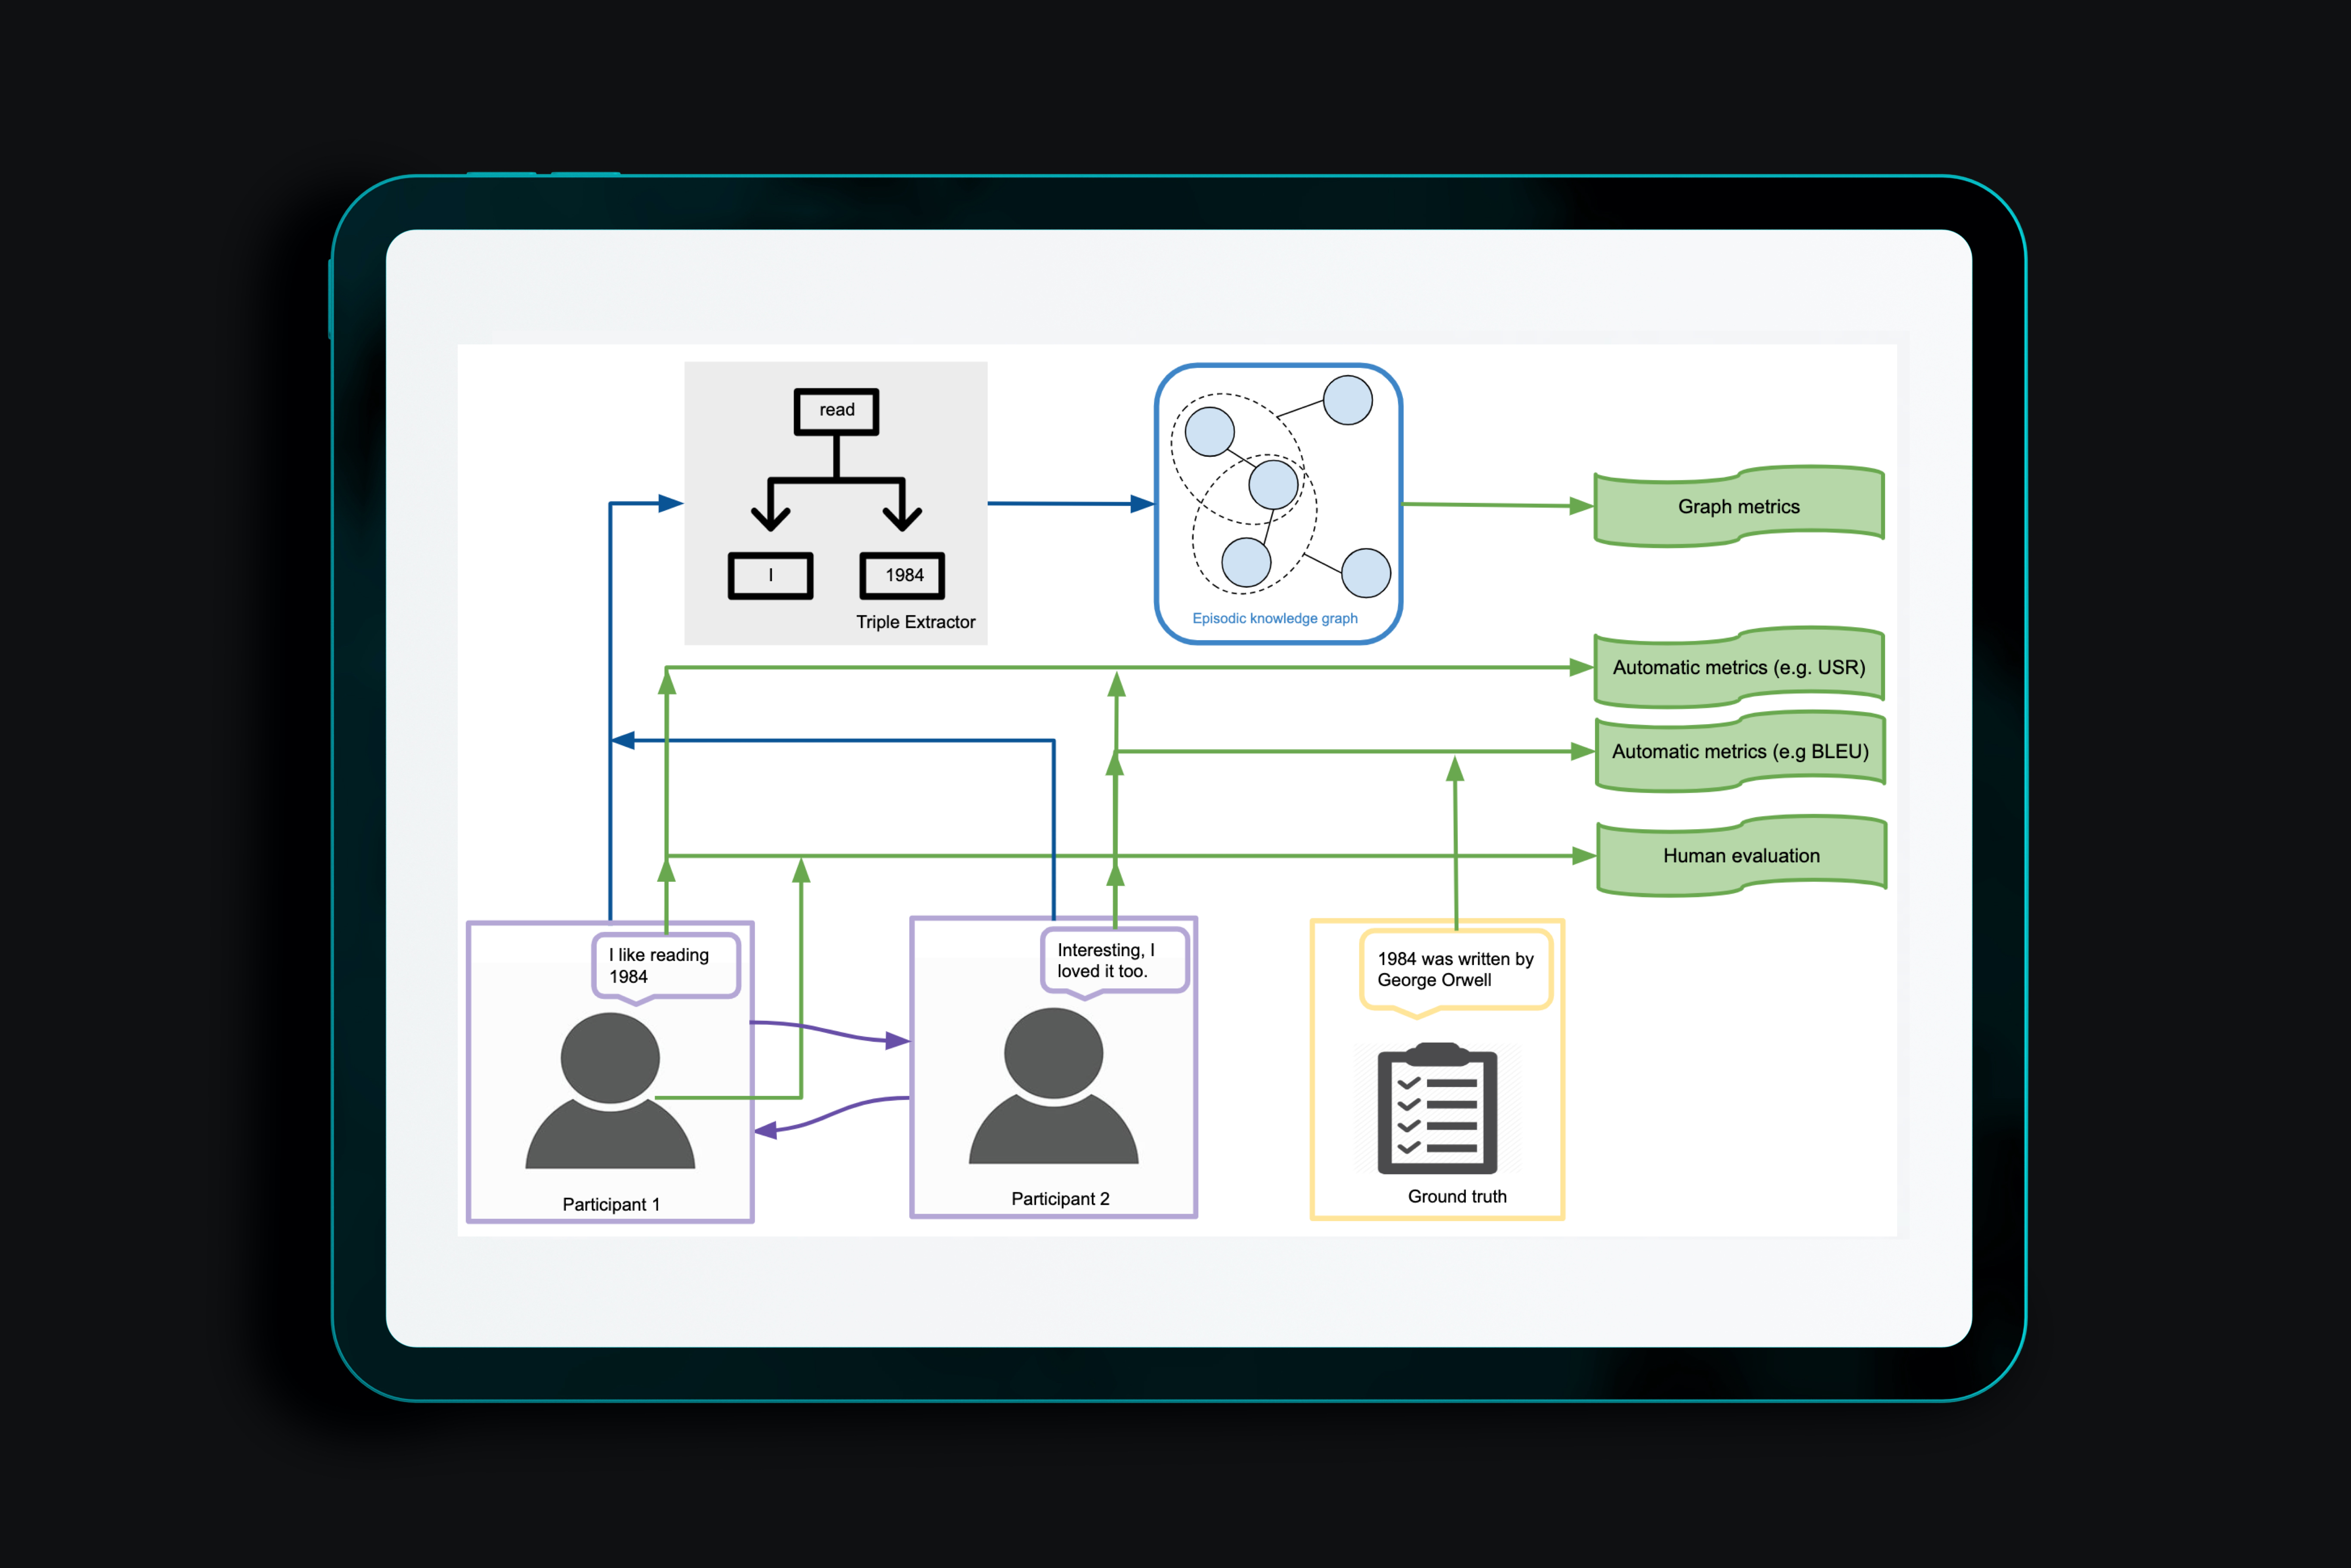 read
I
1984
Triple Extractor
Episodic knowledge graph
Graph metrics
Automatic metrics (e.g. USR)
Automatic metrics (e.g BLEU)
Human evaluation
I like reading
1984
Participant 1
Interesting, I
loved it too.
Participant 2
1984 was written by
George Orwell
Ground truth